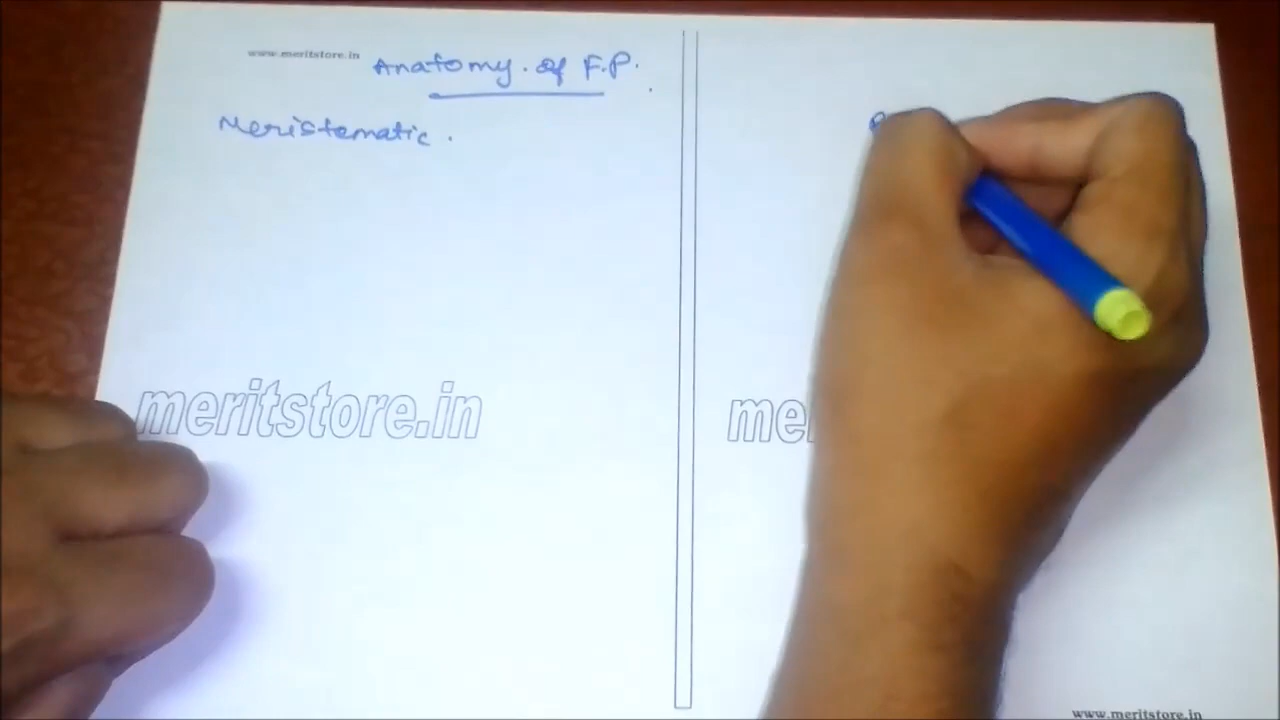 www.meritstore.in
Anatomy. of F.P.
Meristematic.
meritstore.in
www.meritstore.in